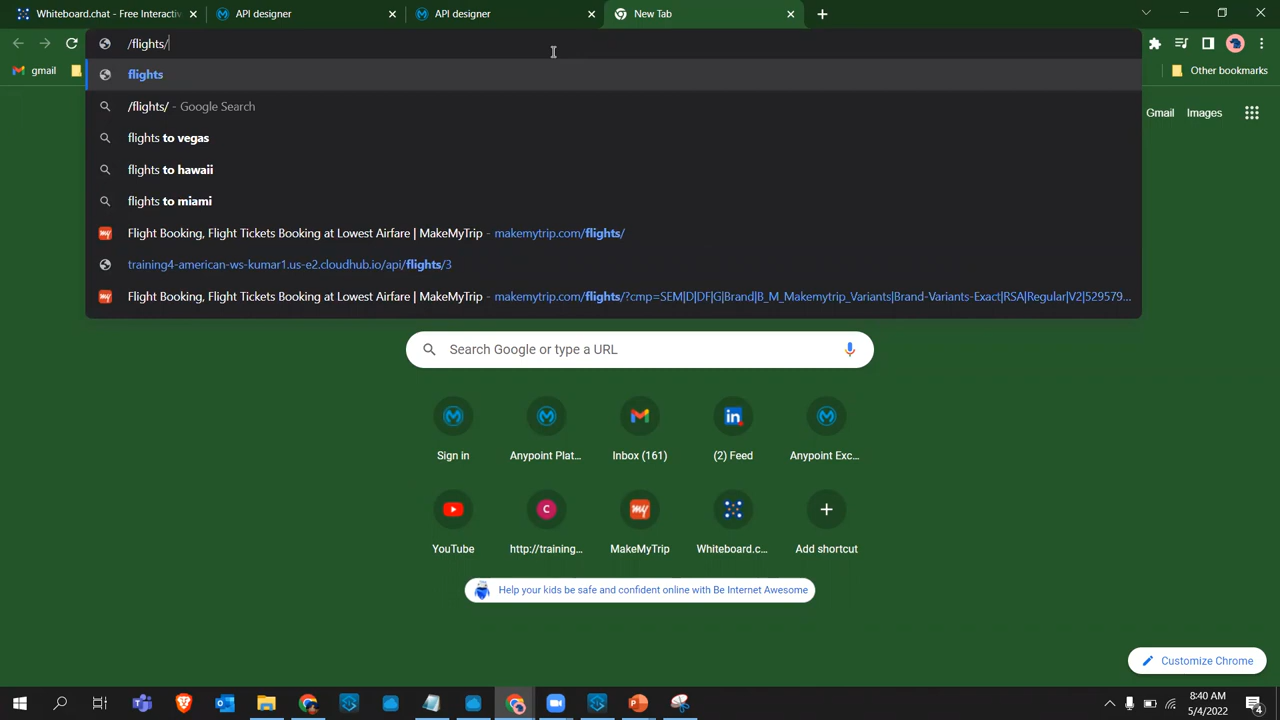 Whiteboard.chat - Free Interactiv
API designer
API designer
New Tab
/flights/
gmail
Other bookmarks
flights
/flights/ - Google Search
flights to vegas
flights to hawaii
flights to miami
Flight Booking, Flight Tickets Booking at Lowest Airfare | MakeMyTrip - makemytrip.com/flights/
training4-american-ws-kumar1.us-e2.cloudhub.io/api/flights/3
Flight Booking, Flight Tickets Booking at Lowest Airfare | MakeMyTrip - makemytrip.com/flights/?cmp=SEM|D|DF|G|Brand|B_M_Makemytrip_Variants|Brand-Variants-Exact|RSA|Regular|V2|529579...
Gmail Images
Search Google or type a URL
Sign in Anypoint Plat... Inbox (161) (2) Feed Anypoint Exc...
C my
YouTube http://training... MakeMyTrip Whiteboard.c... Add shortcut
Help your kids be safe and confident online with Be Internet Awesome
Customize Chrome
8:40 AM
5/4/2022
4